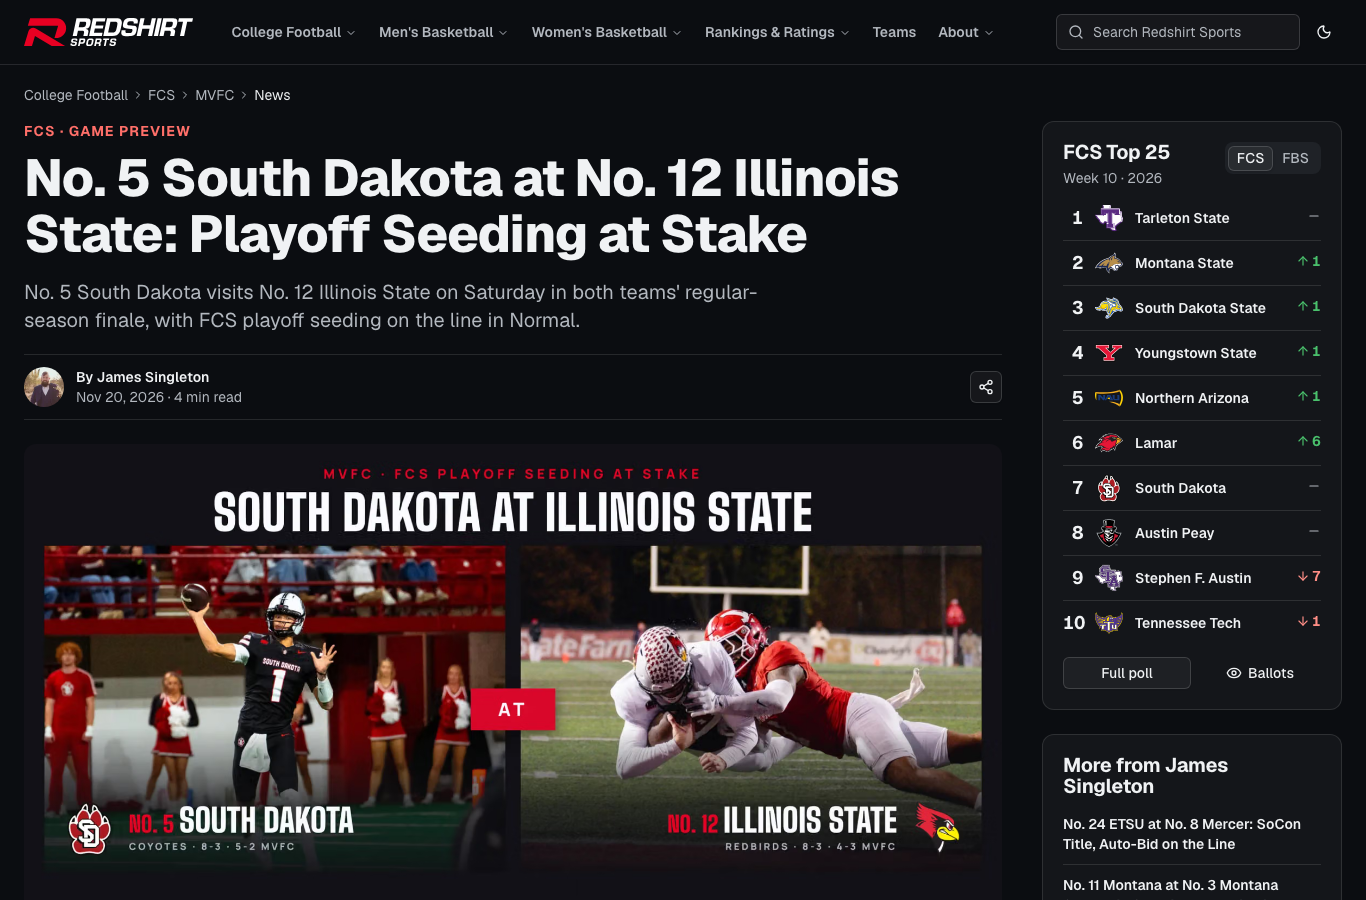 REDSHIRT
SPORTS
College Football
Men's Basketball
Women's Basketball
Rankings & Ratings
Teams
About
Search Redshirt Sports
College Football
FCS
MVFC
News
FCS · GAME PREVIEW
No. 5 South Dakota at No. 12 Illinois
State: Playoff Seeding at Stake
No. 5 South Dakota visits No. 12 Illinois State on Saturday in both teams' regular-
season finale, with FCS playoff seeding on the line in Normal.
By James Singleton
Nov 20, 2026 · 4 min read
MVFC · FCS PLAYOFF SEEDING AT STAKE
SOUTH DAKOTA AT ILLINOIS STATE
SOUTH DAKOTA
1
StateFarm
AT
NO. 5 SOUTH DAKOTA
COYOTES · 8-3 · 5-2 MVFC
NO. 12 ILLINOIS STATE
REDBIRDS · 8-3 · 4-3 MVFC
FCS Top 25
FCS
FBS
Week 10 · 2026
1 Tarleton State –
2 Montana State ↑ 1
3 South Dakota State ↑ 1
4 Youngstown State ↑ 1
5 Northern Arizona ↑ 1
6 Lamar ↑ 6
7 South Dakota –
8 Austin Peay –
9 Stephen F. Austin ↓ 7
10 Tennessee Tech ↓ 1
Full poll
Ballots
More from James
Singleton
No. 24 ETSU at No. 8 Mercer: SoCon
Title, Auto-Bid on the Line
No. 11 Montana at No. 3 Montana